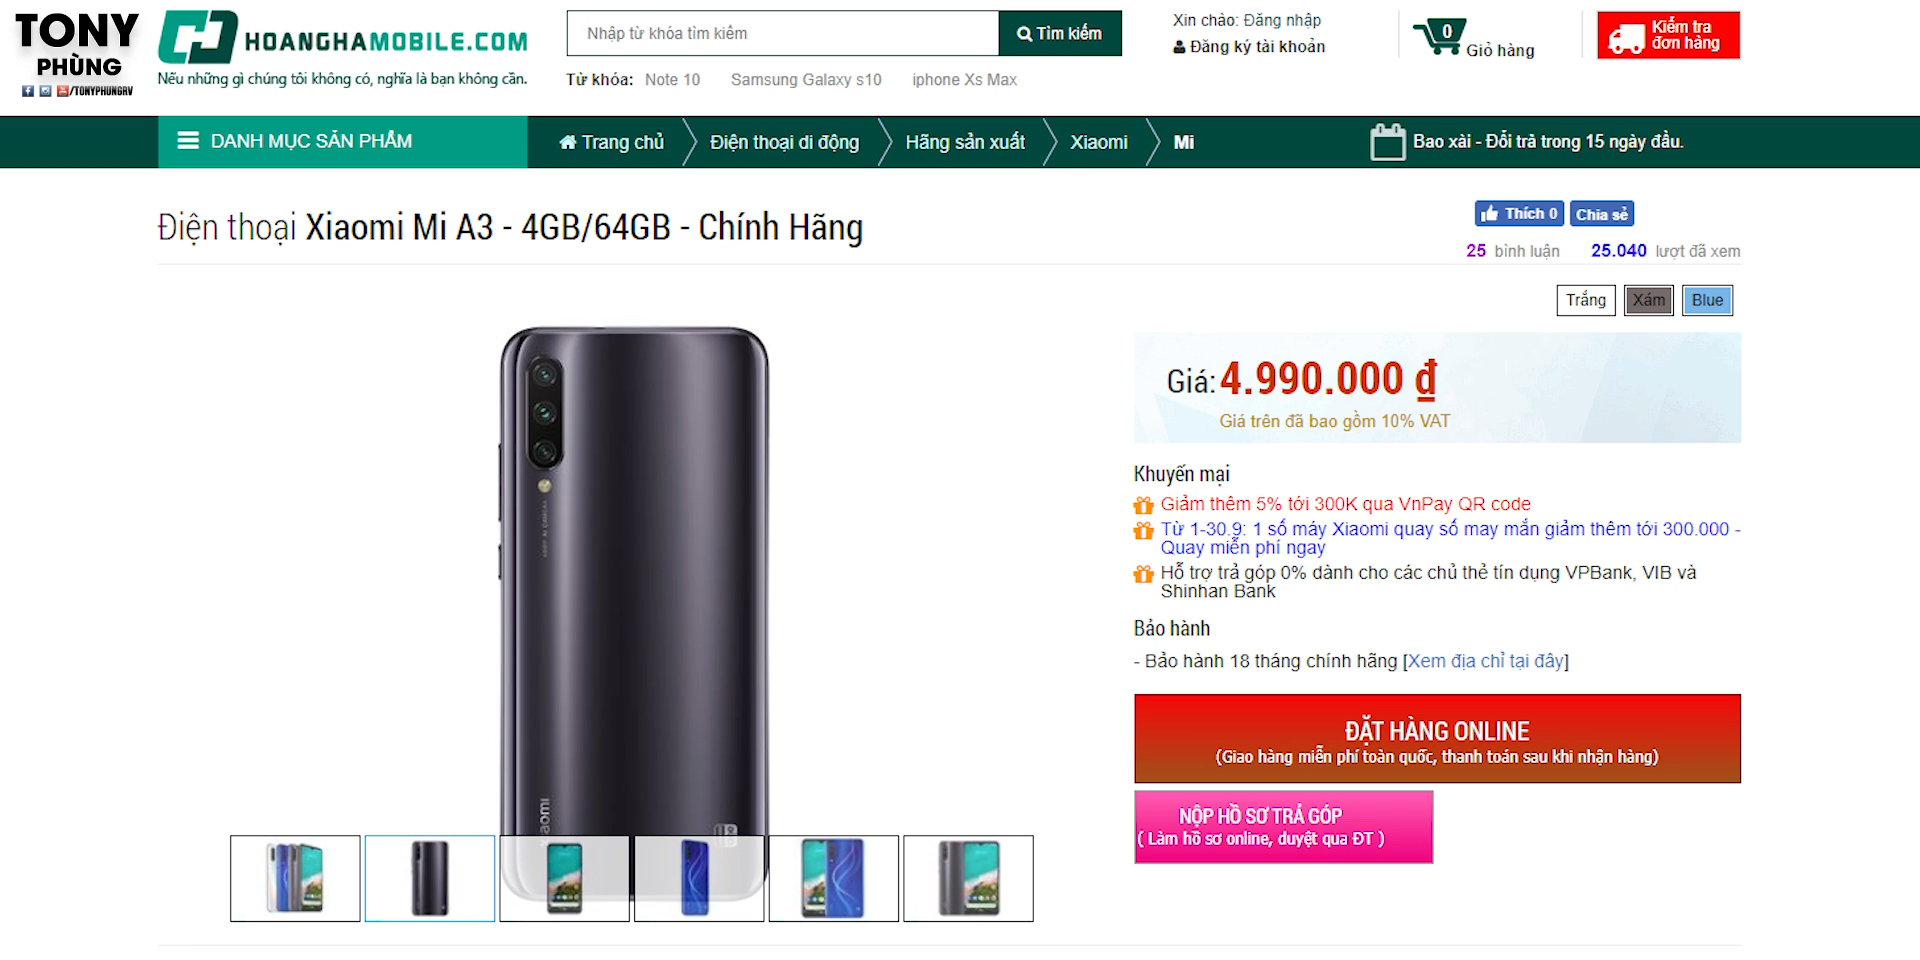 TONY
PHÙNG
/TONYPHUNGRV
HOANGHAMOBILE.COM
Nếu những gì chúng tôi không có, nghĩa là bạn không cần.
Nhập từ khóa tìm kiếm
Tìm kiếm
Từ khóa: Note 10 Samsung Galaxy s10 iphone Xs Max
Xin chào: Đăng nhập
Đăng ký tài khoản
0
Giỏ hàng
Kiểm tra
đơn hàng
DANH MỤC SẢN PHẨM
Trang chủ Điện thoại di động Hãng sản xuất Xiaomi Mi
Bao xài - Đổi trả trong 15 ngày đầu.
Điện thoại Xiaomi Mi A3 - 4GB/64GB - Chính Hãng
Thích 0 Chia sẻ
25 bình luận 25.040 lượt đã xem
Trắng Xám Blue
Giá: 4.990.000 ₫
Giá trên đã bao gồm 10% VAT
Khuyến mại
Giảm thêm 5% tới 300K qua VnPay QR code
Từ 1-30.9: 1 số máy Xiaomi quay số may mắn giảm thêm tới 300.000 -
Quay miễn phí ngay
Hỗ trợ trả góp 0% dành cho các chủ thẻ tín dụng VPBank, VIB và
Shinhan Bank
Bảo hành
- Bảo hành 18 tháng chính hãng [Xem địa chỉ tại đây]
ĐẶT HÀNG ONLINE
(Giao hàng miễn phí toàn quốc, thanh toán sau khi nhận hàng)
NỘP HỒ SƠ TRẢ GÓP
( Làm hồ sơ online, duyệt qua ĐT )